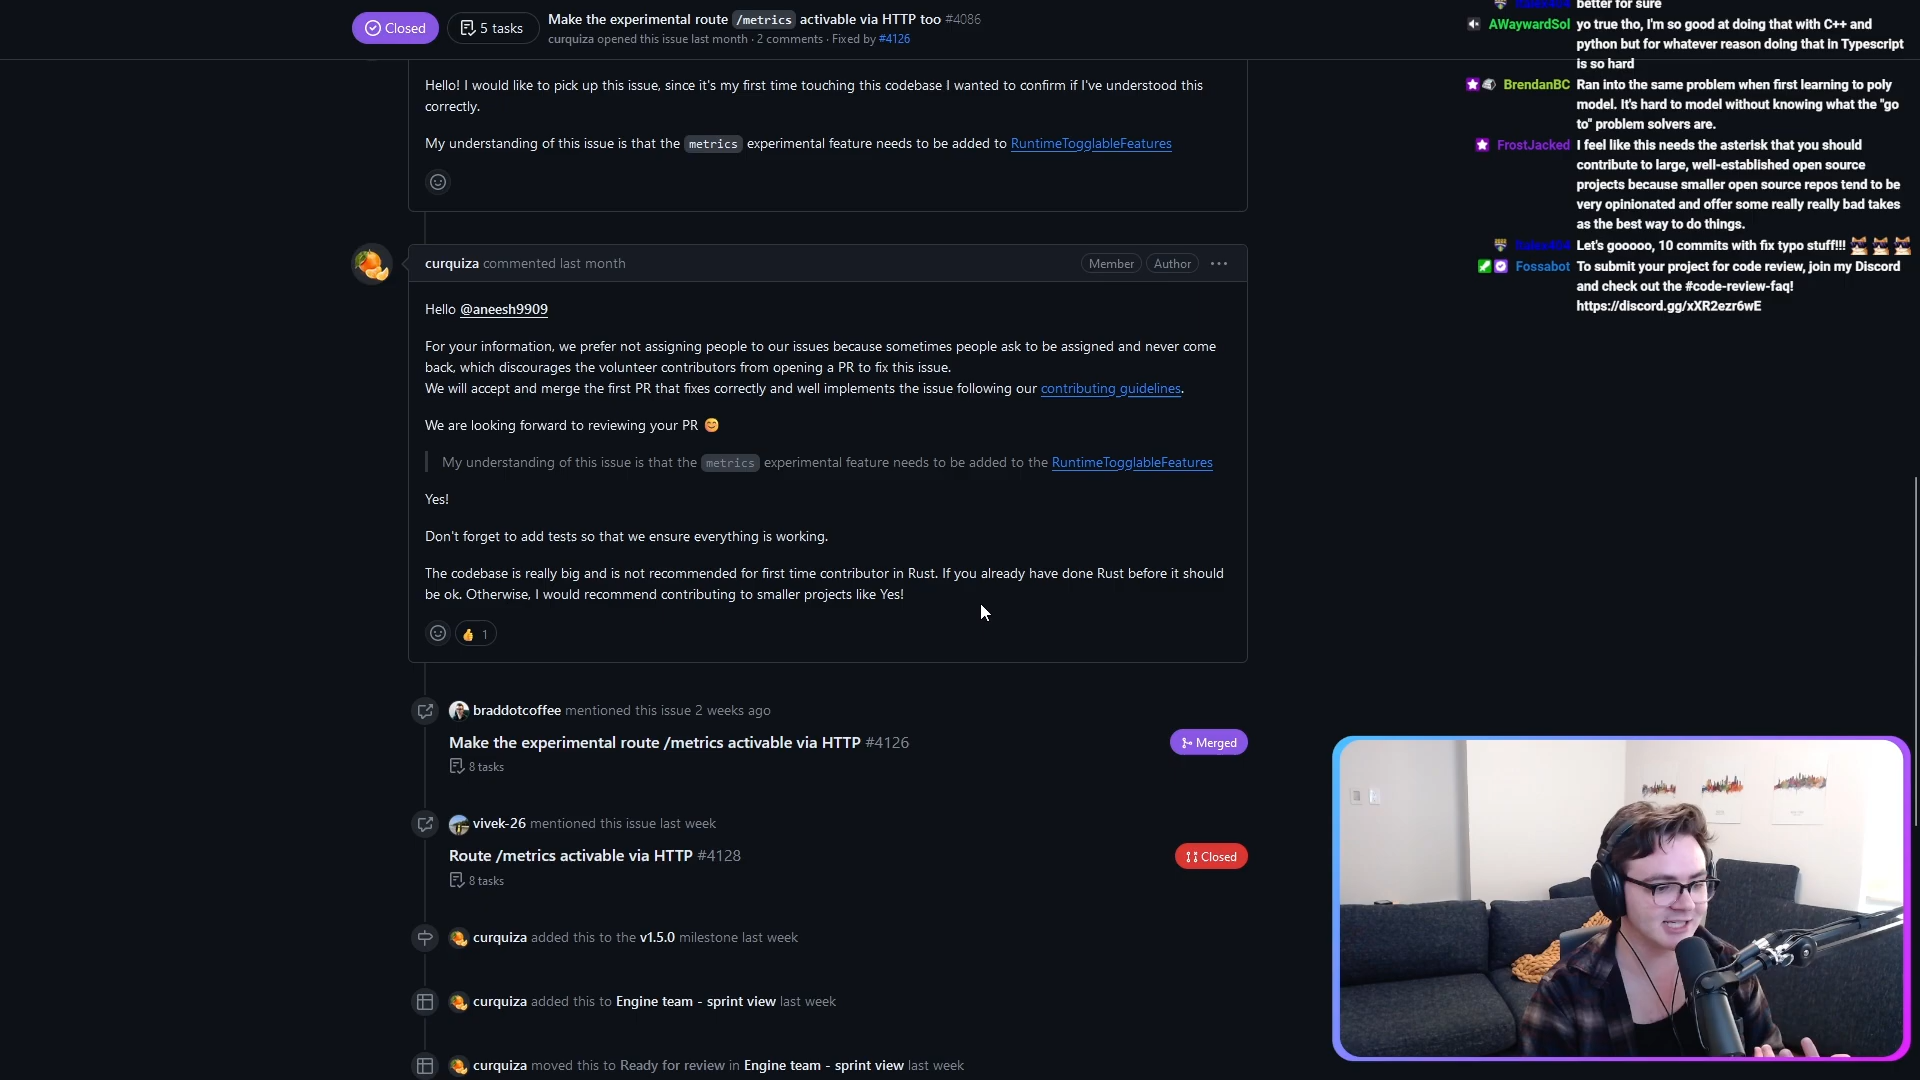 Closed
5 tasks
Make the experimental route /metrics activable via HTTP too #4086
curquiza opened this issue last month · 2 comments · Fixed by #4126
Hello! I would like to pick up this issue, since it's my first time touching this codebase I wanted to confirm if I've understood this
correctly.
My understanding of this issue is that the metrics experimental feature needs to be added to RuntimeTogglableFeatures
curquiza commented last month
Member
Author
Hello @aneesh9909
For your information, we prefer not assigning people to our issues because sometimes people ask to be assigned and never come
back, which discourages the volunteer contributors from opening a PR to fix this issue.
We will accept and merge the first PR that fixes correctly and well implements the issue following our contributing guidelines.
We are looking forward to reviewing your PR 😊
My understanding of this issue is that the metrics experimental feature needs to be added to the RuntimeTogglableFeatures
Yes!
Don't forget to add tests so that we ensure everything is working.
The codebase is really big and is not recommended for first time contributor in Rust. If you already have done Rust before it should
be ok. Otherwise, I would recommend contributing to smaller projects like Yes!
👍 1
braddotcoffee mentioned this issue 2 weeks ago
Make the experimental route /metrics activable via HTTP #4126
Merged
8 tasks
vivek-26 mentioned this issue last week
Route /metrics activable via HTTP #4128
Closed
8 tasks
curquiza added this to the v1.5.0 milestone last week
curquiza added this to Engine team - sprint view last week
curquiza moved this to Ready for review in Engine team - sprint view last week
better for sure
AWaywardSol yo true tho, I'm so good at doing that with C++ and
python but for whatever reason doing that in Typescript
is so hard
BrendanBC Ran into the same problem when first learning to poly
model. It's hard to model without knowing what the "go
to" problem solvers are.
FrostJacked I feel like this needs the asterisk that you should
contribute to large, well-established open source
projects because smaller open source repos tend to be
very opinionated and offer some really really bad takes
as the best way to do things.
Let's gooooo, 10 commits with fix typo stuff!!!
Fossabot To submit your project for code review, join my Discord
and check out the #code-review-faq!
https://discord.gg/xXR2ezr6wE